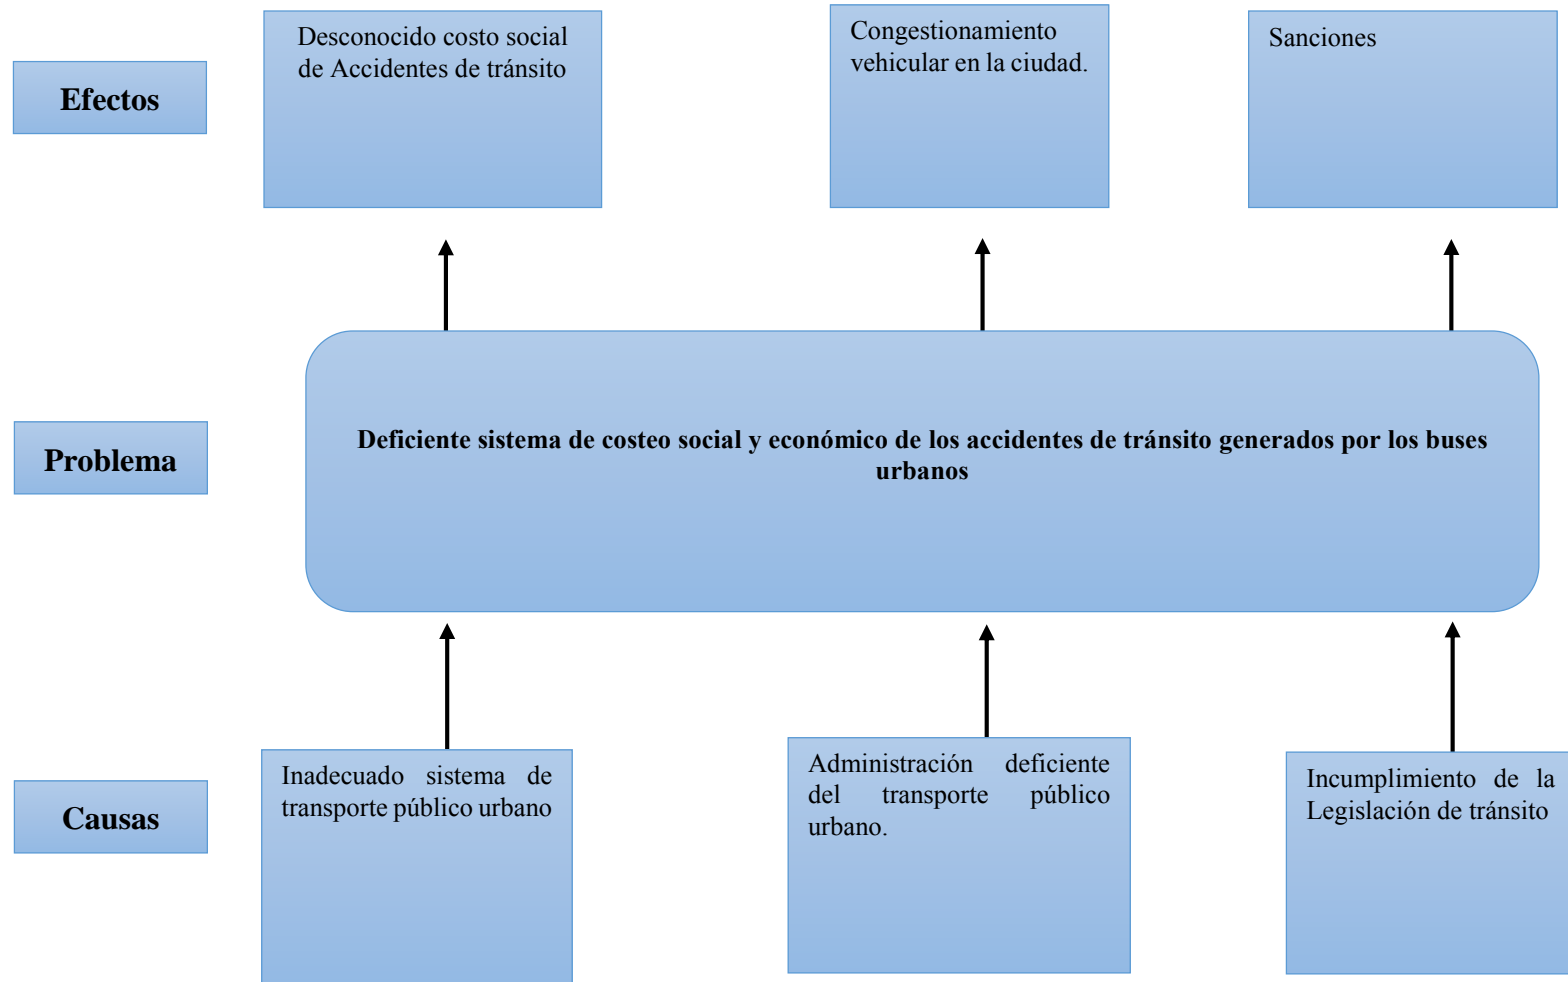 Efectos
Desconocido costo social
de Accidentes de tránsito
Congestionamiento
vehicular en la ciudad.
Sanciones
Problema
Deficiente sistema de costeo social y económico de los accidentes de tránsito generados por los buses
urbanos
Causas
Inadecuado sistema de
transporte público urbano
Administración deficiente
del transporte público
urbano.
Incumplimiento de la
Legislación de tránsito